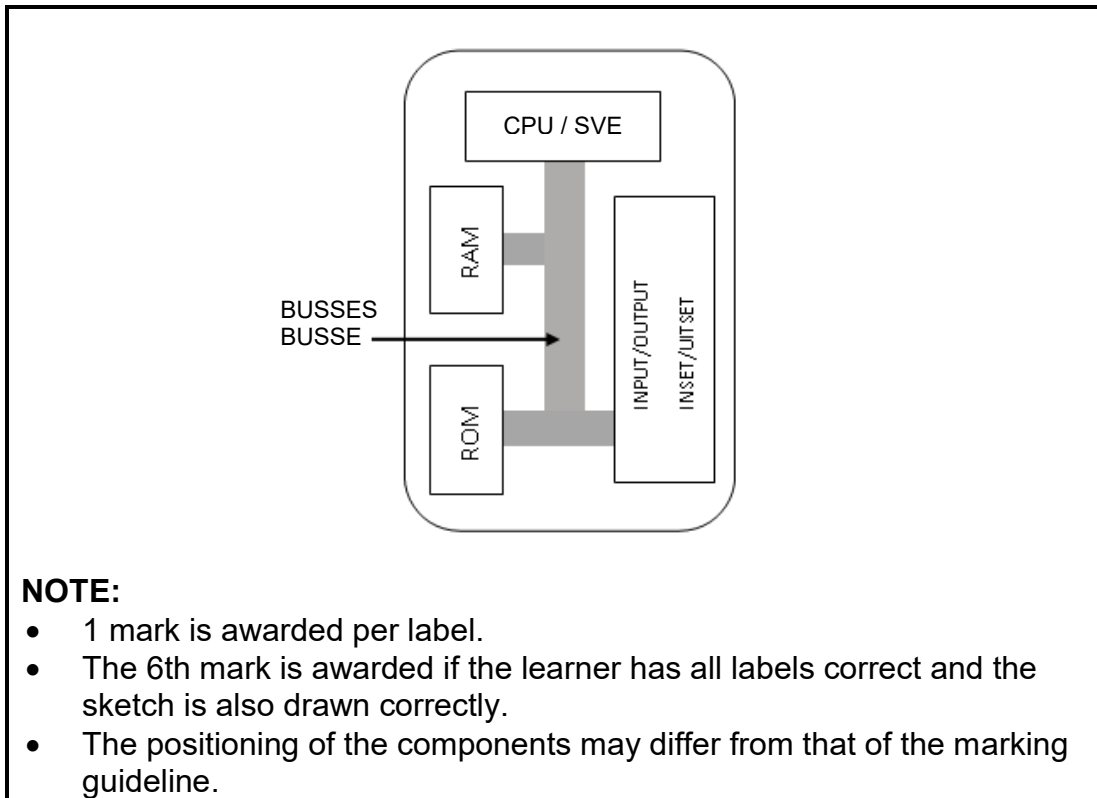 CPU / SVE
RAM
BUSSES
BUSSE
INPUT/OUTPUT
INSET/UITSET
ROM
NOTE:
• 1 mark is awarded per label.
• The 6th mark is awarded if the learner has all labels correct and the
sketch is also drawn correctly.
• The positioning of the components may differ from that of the marking
guideline.